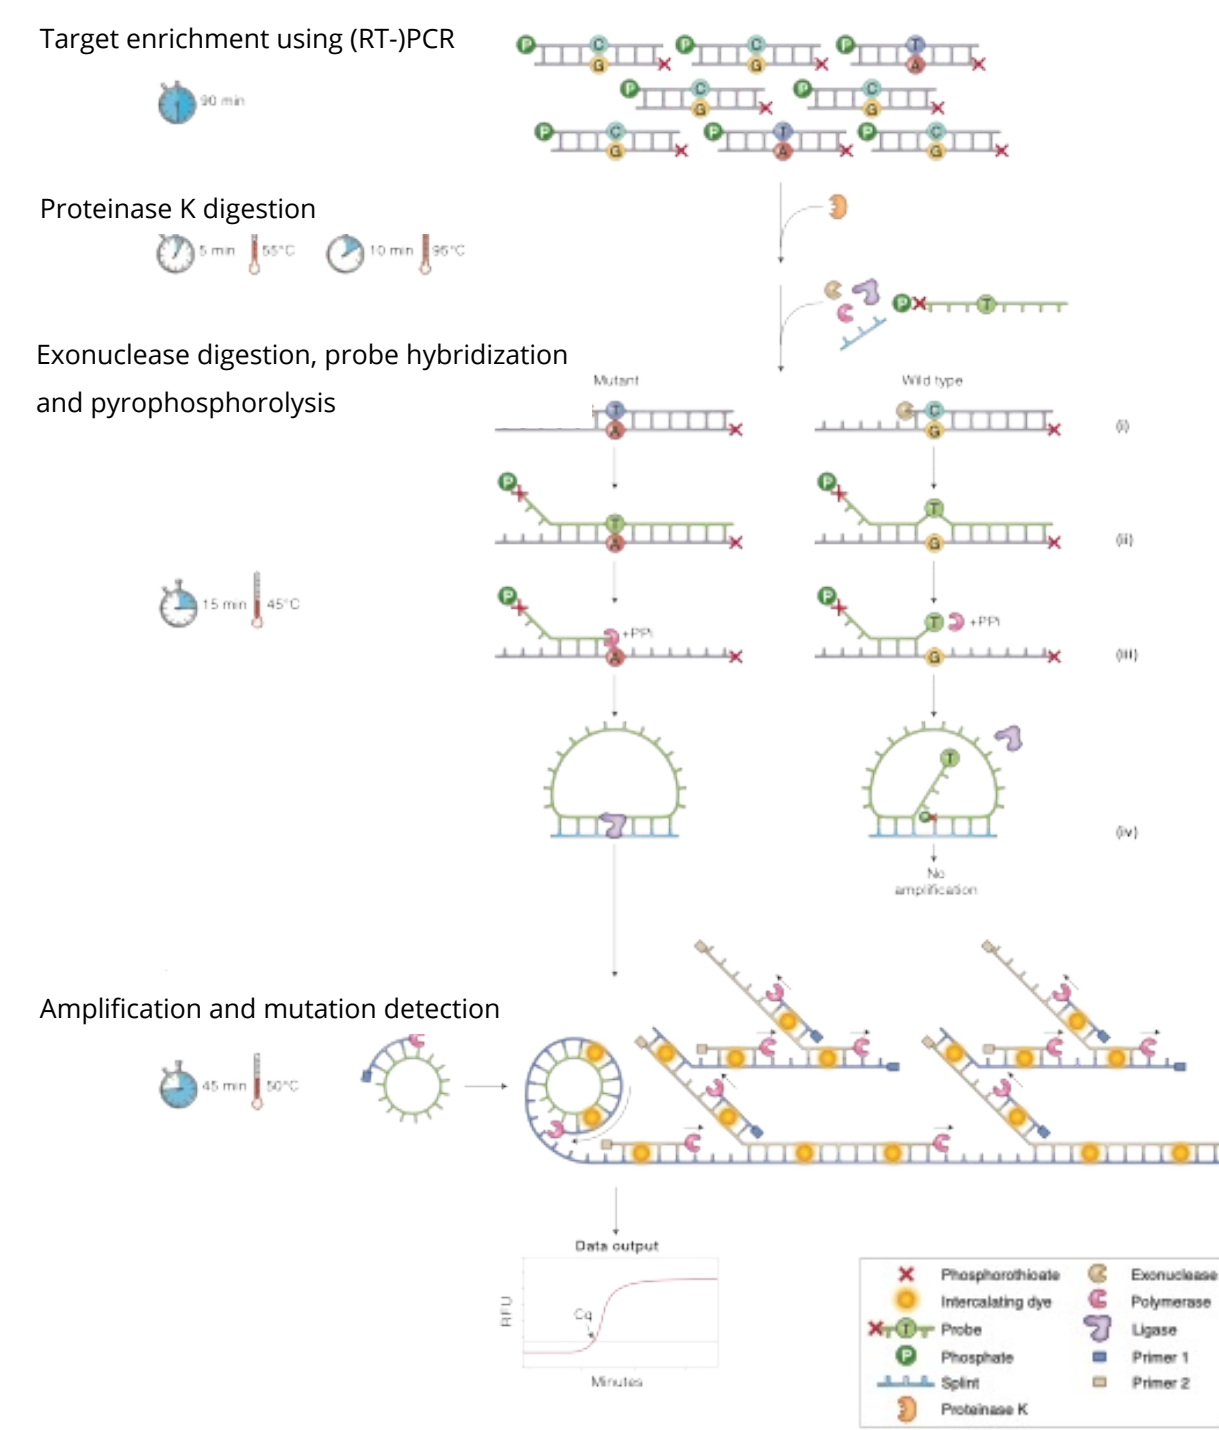 Target enrichment using (RT-)PCR
P C P C P T
G G A
90 min
P C P C
G G
P C P T P C
G A G
Proteinase K digestion
5 min 55°C 10 min 95°C
P T
Exonuclease digestion, probe hybridization
and pyrophosphorolysis
Mutant Wild type
T C
A G (i)
P P
T T
A G (ii)
P P
15 min 45°C
+PPi T +PPi
A G (iii)
T
(iv)
No
amplification
Amplification and mutation detection
45 min 50°C
Data output
RFU
Cq
Minutes
Phosphorothioate Exonuclease
Intercalating dye Polymerase
T Probe Ligase
P Phosphate Primer 1
Splint Primer 2
Proteinase K